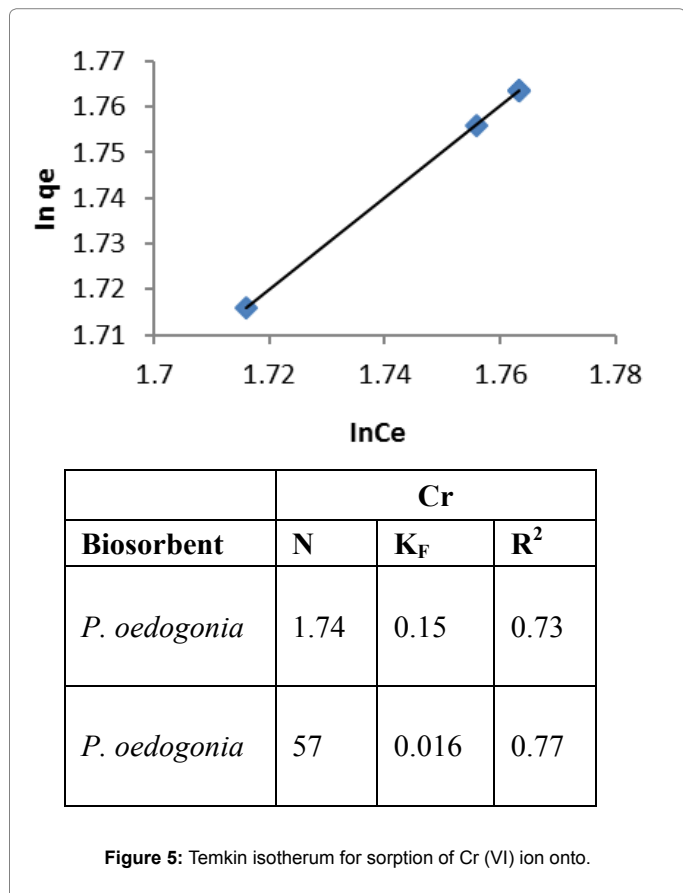 1.77
1.76
1.75
1.74
1.73
1.72
1.71
ln qe
1.7 1.72 1.74 1.76 1.78
lnCe
Cr
Biosorbent N K_F R²
P. oedogonia 1.74 0.15 0.73
P. oedogonia 57 0.016 0.77
Figure 5: Temkin isotherum for sorption of Cr (VI) ion onto.